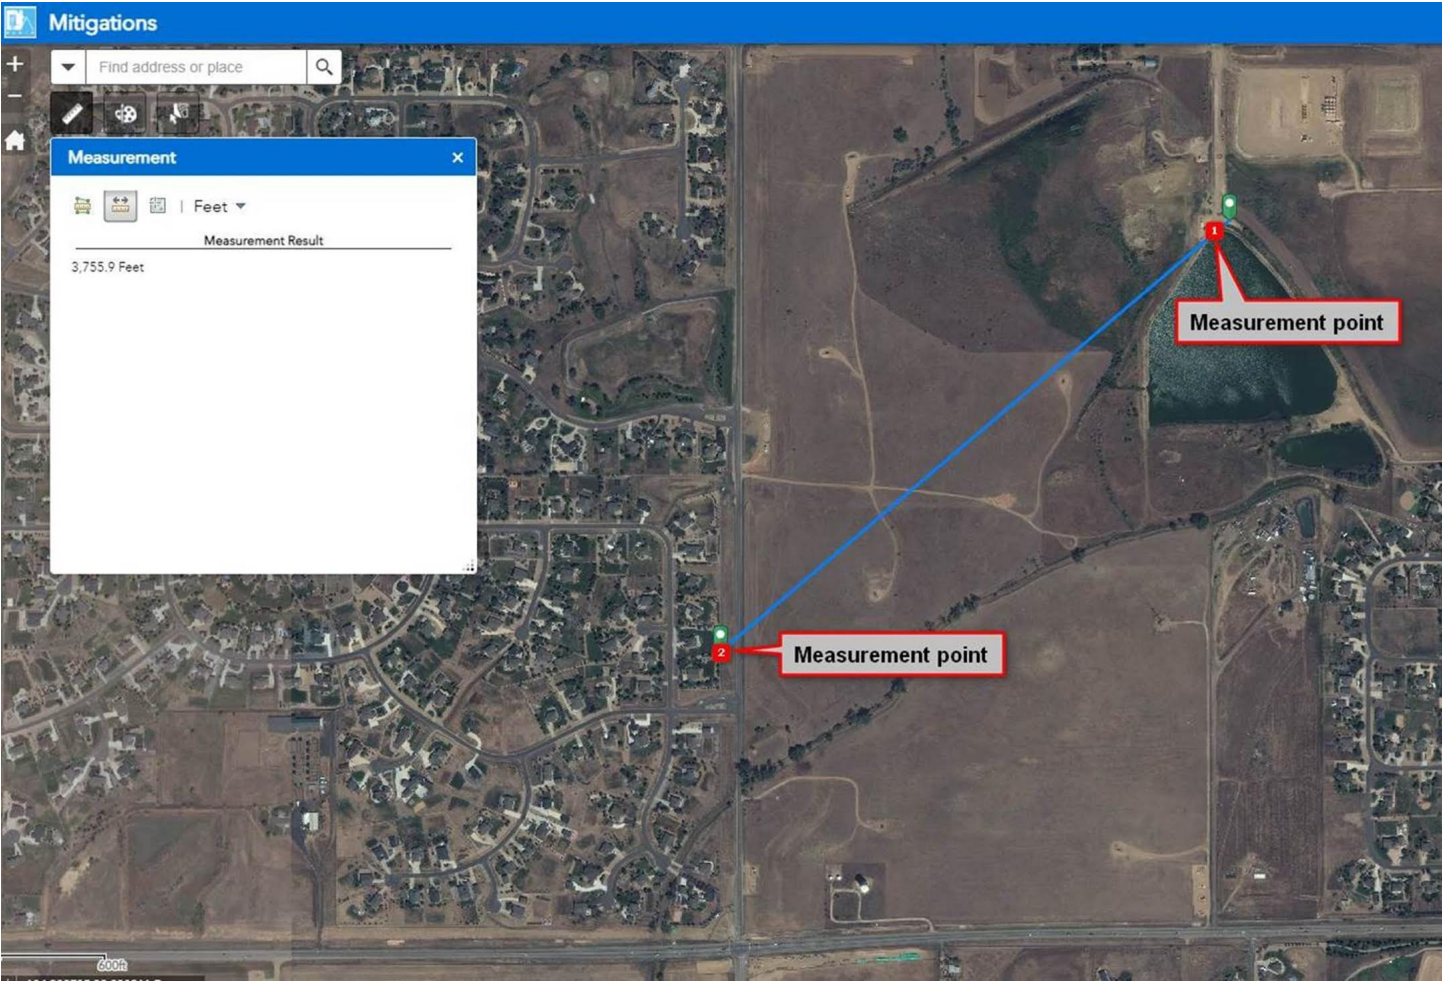 Mitigations
+
Find address or place
−
Measurement
×
| Feet
Measurement Result
3,755.9 Feet
1
Measurement point
2
Measurement point
600ft